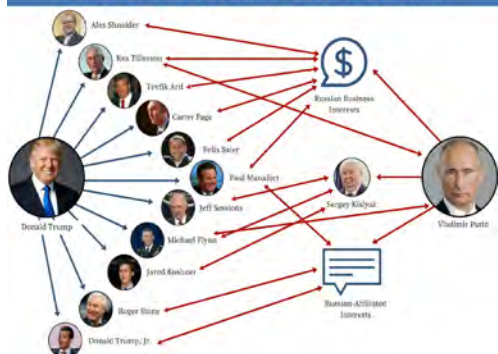 Alex Shnaider
Rex Tillerson
Tevfik Arif
Carter Page
Felix Sater
Paul Manafort
Jeff Sessions
Michael Flynn
Jared Kushner
Roger Stone
Donald Trump, Jr.
Donald Trump
$
Russian Business
Interests
Sergey Kislyak
Russian-Affiliated
Interests
Vladimir Putin